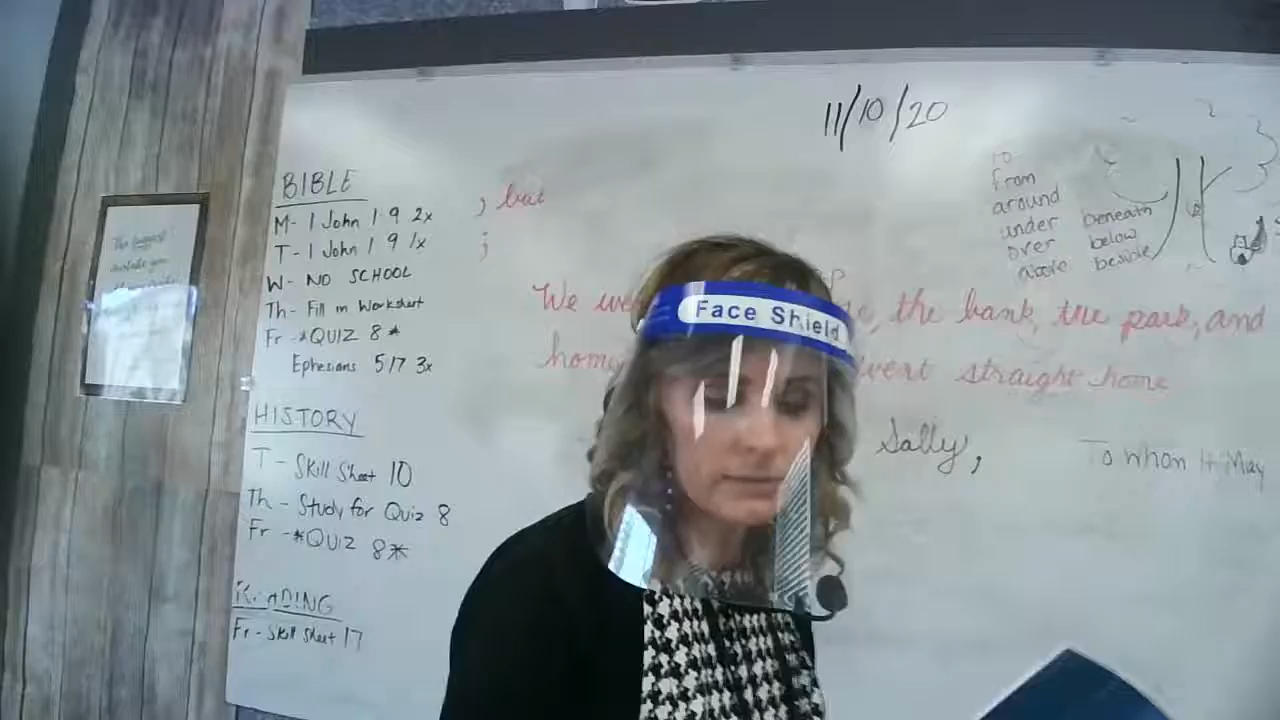 11/10/20
BIBLE
M- I John 1 9 2x
T- I John 1 9 1x
W- NO SCHOOL
Th- Fill in Worksheet
Fr - *QUIZ 8*
Ephesians 5/17 3x
HISTORY
T - Skill Sheet 10
Th - Study for Quiz 8
Fr - *QUIZ 8*
READING
Fr - Skill Sheet 17
, but
;
to
from
around
under beneath
over below
above beside
We the bank, the park, and
home straight home
Sally,
To Whom It May
Face Shield
The biggest